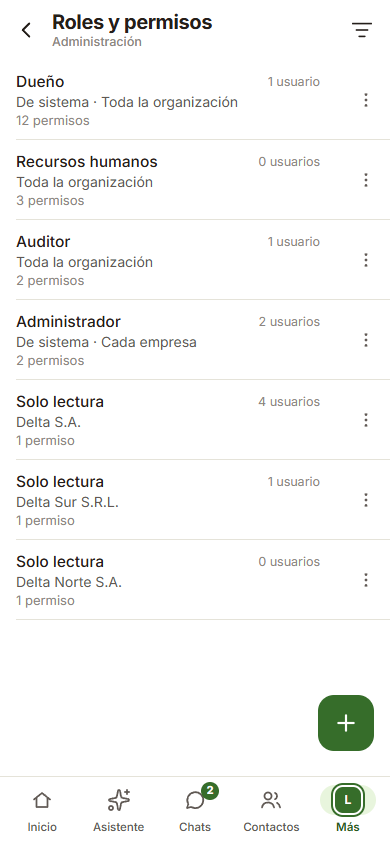 Roles y permisos
Administración
Dueño 1 usuario
De sistema · Toda la organización
12 permisos
Recursos humanos 0 usuarios
Toda la organización
3 permisos
Auditor 1 usuario
Toda la organización
2 permisos
Administrador 2 usuarios
De sistema · Cada empresa
2 permisos
Solo lectura 4 usuarios
Delta S.A.
1 permiso
Solo lectura 1 usuario
Delta Sur S.R.L.
1 permiso
Solo lectura 0 usuarios
Delta Norte S.A.
1 permiso
2 L
Inicio Asistente Chats Contactos Más